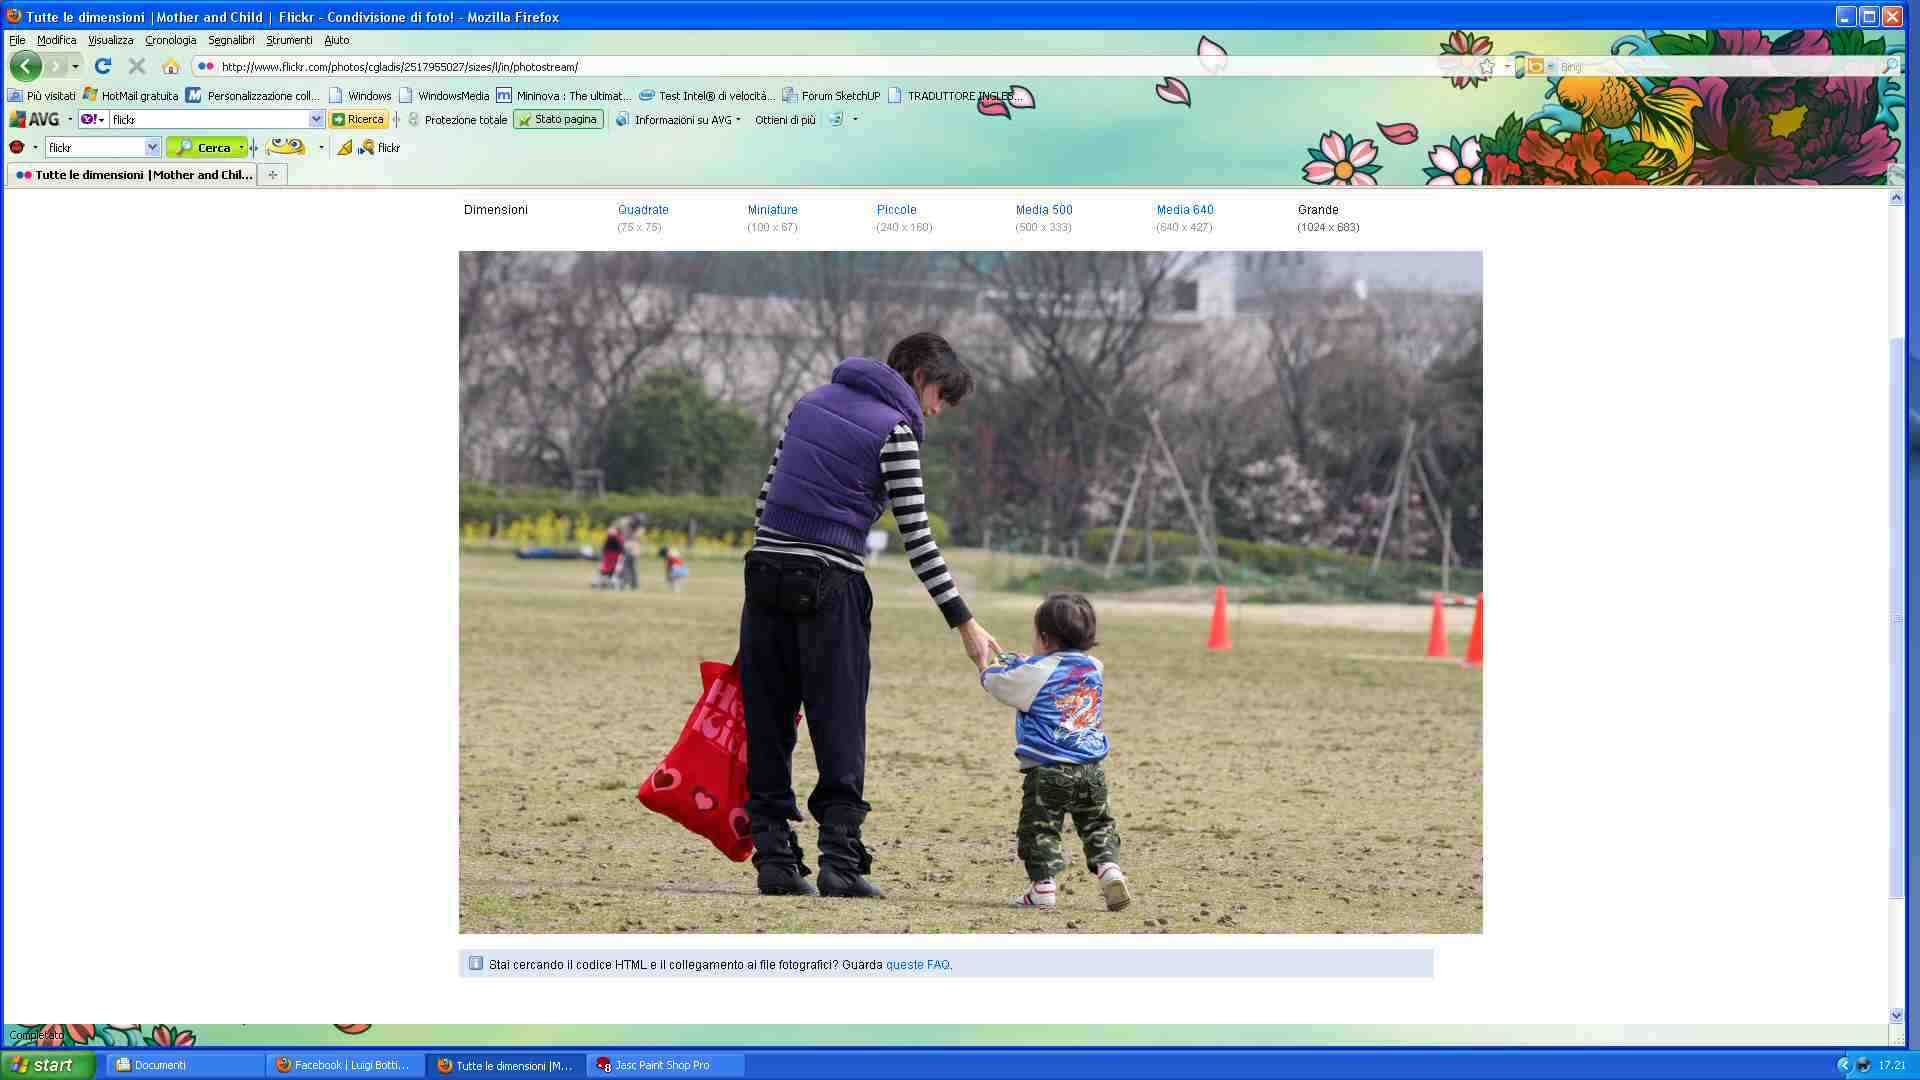 Tutte le dimensioni | Mother and Child | Flickr - Condivisione di foto! - Mozilla Firefox
File Modifica Visualizza Cronologia Segnalibri Strumenti Aiuto
http://www.flickr.com/photos/cgladis/2517955027/sizes/l/in/photostream/ Bing
Più visitati HotMail gratuita Personalizzazione coll... Windows WindowsMedia Mininova : The ultimat... Test Intel® di velocità... Forum SketchUP TRADUTTORE INGLES...
AVG Y! flickr Ricerca Protezione totale Stato pagina Informazioni su AVG Ottieni di più
flickr Cerca flickr
Tutte le dimensioni | Mother and Chil...
Dimensioni Quadrate Miniature Piccole Media 500 Media 640 Grande
(75 x 75) (100 x 67) (240 x 160) (500 x 333) (640 x 427) (1024 x 683)
Stai cercando il codice HTML e il collegamento ai file fotografici? Guarda queste FAQ.
Completato
start Documenti Facebook | Luigi Botti... Tutte le dimensioni |M... Jasc Paint Shop Pro 17.21